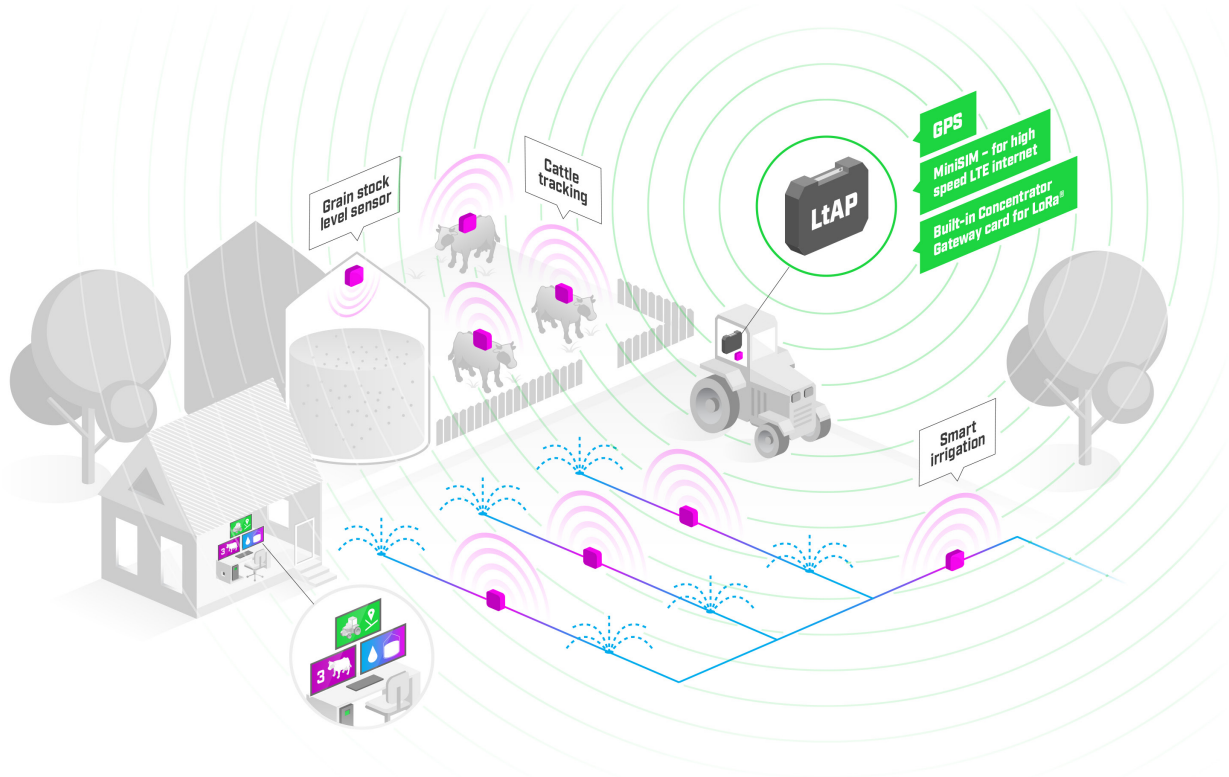 GPS
MiniSIM – for high
speed LTE internet
Built-in Concentrator
Gateway card for LoRa®
LtAP
Cattle
tracking
Grain stock
level sensor
Smart
irrigation
3
3